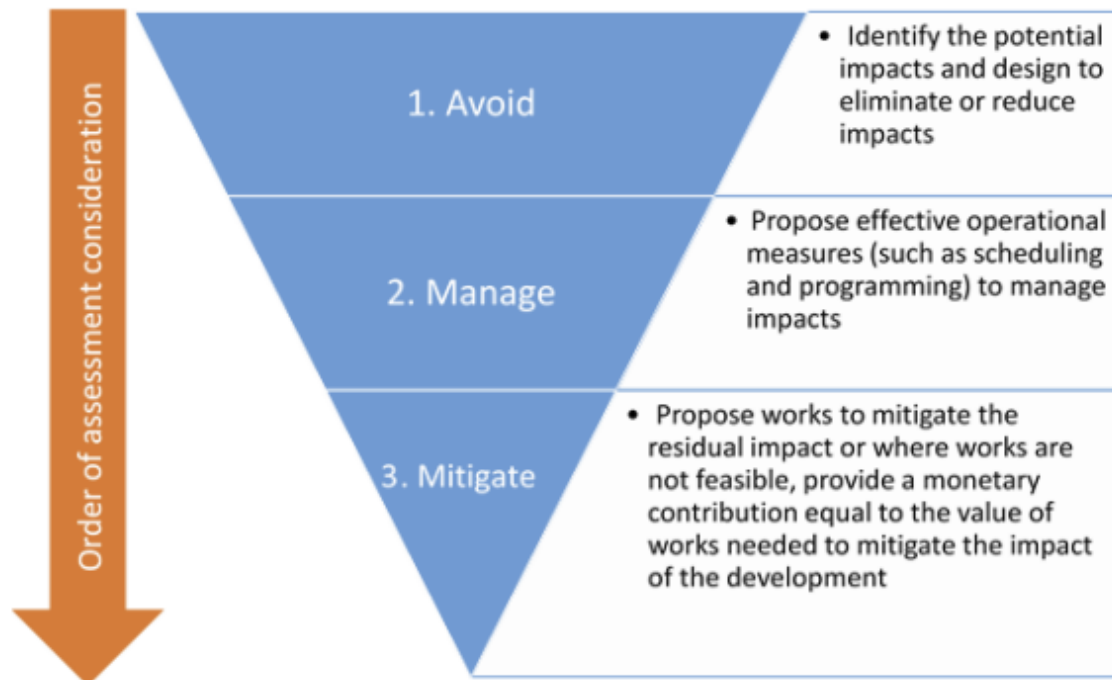 Order of assessment consideration
1. Avoid
• Identify the potential
impacts and design to
eliminate or reduce
impacts
2. Manage
• Propose effective operational
measures (such as scheduling
and programming) to manage
impacts
3. Mitigate
• Propose works to mitigate the
residual impact or where works are
not feasible, provide a monetary
contribution equal to the value of
works needed to mitigate the impact
of the development